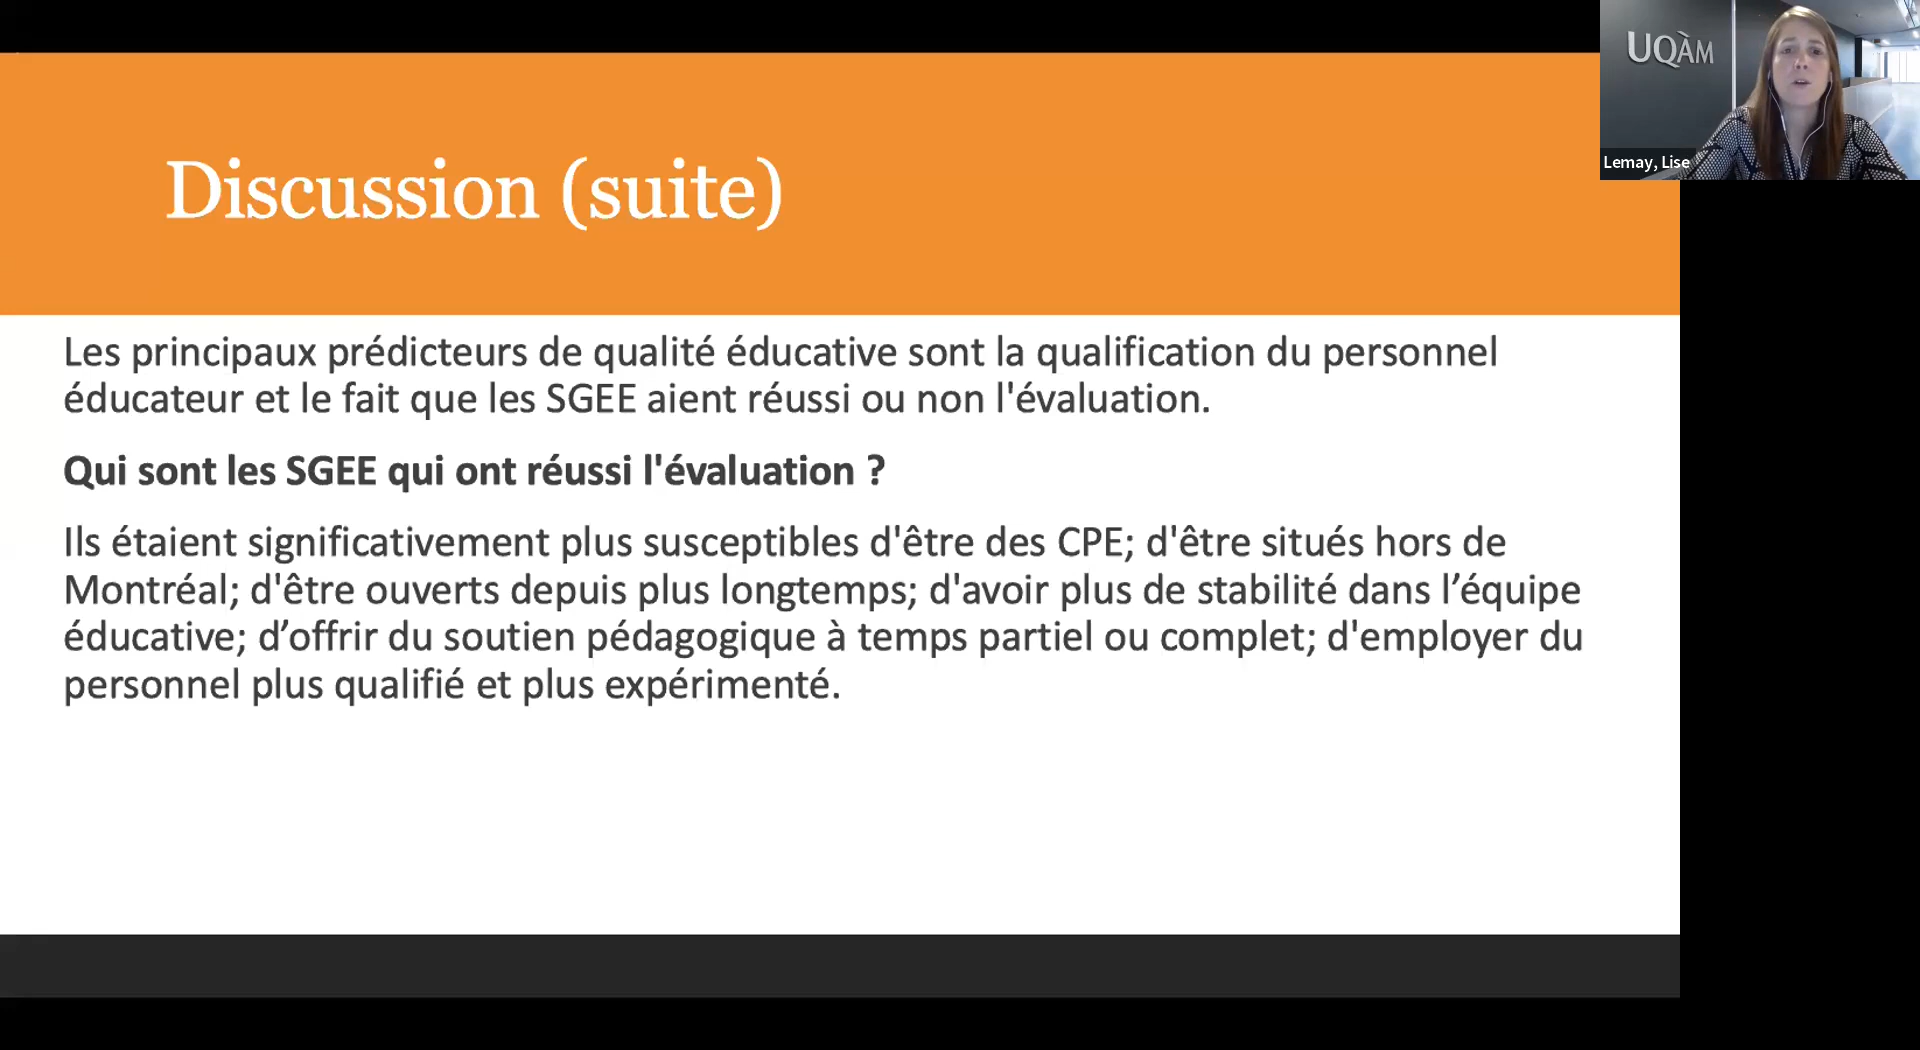 UQÀM
Lemay, Lise
Discussion (suite)
Les principaux prédicteurs de qualité éducative sont la qualification du personnel
éducateur et le fait que les SGEE aient réussi ou non l'évaluation.
Qui sont les SGEE qui ont réussi l'évaluation ?
Ils étaient significativement plus susceptibles d'être des CPE; d'être situés hors de
Montréal; d'être ouverts depuis plus longtemps; d'avoir plus de stabilité dans l’équipe
éducative; d’offrir du soutien pédagogique à temps partiel ou complet; d'employer du
personnel plus qualifié et plus expérimenté.